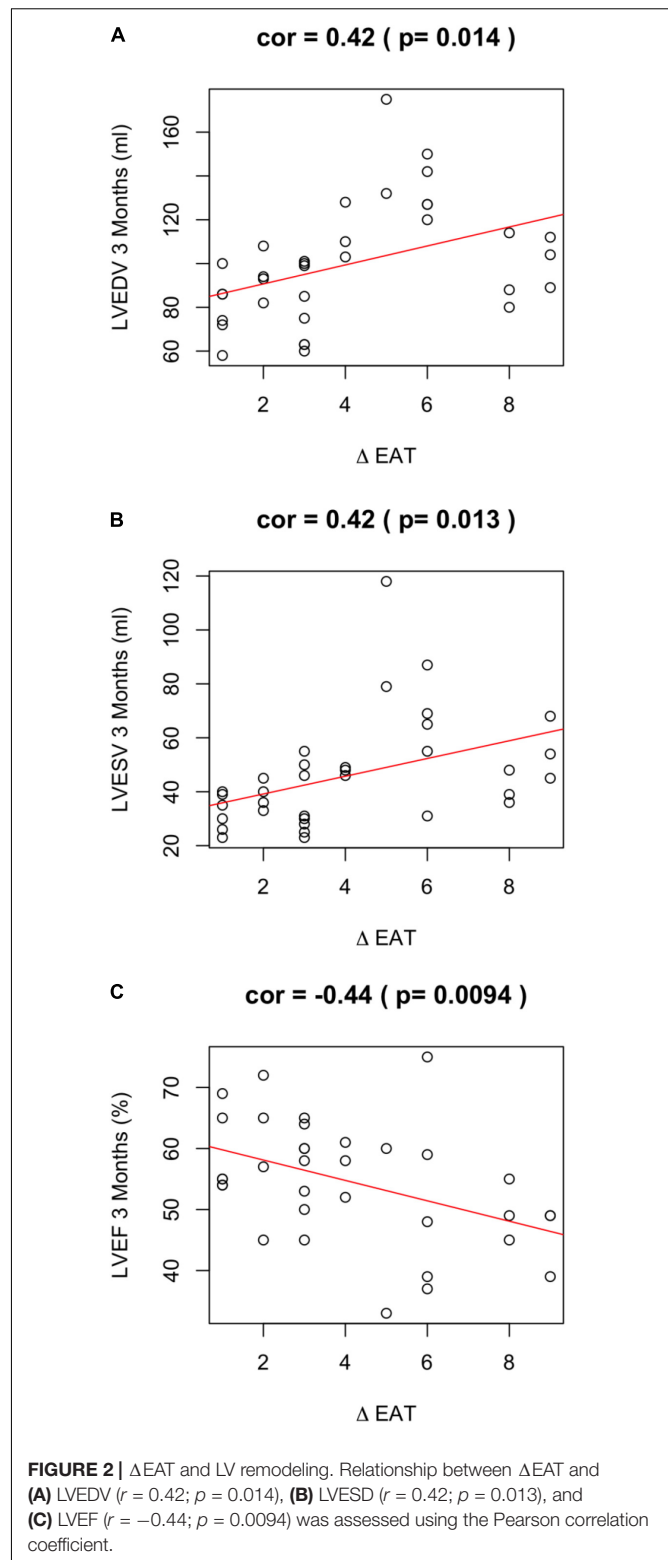 A
cor = 0.42 ( p= 0.014 )
LVEDV 3 Months (ml)
60 80 120 160
2 4 6 8
Δ EAT
B
cor = 0.42 ( p= 0.013 )
LVESV 3 Months (ml)
20 40 60 80 100 120
2 4 6 8
Δ EAT
C
cor = -0.44 ( p= 0.0094 )
LVEF 3 Months (%)
40 50 60 70
2 4 6 8
Δ EAT
FIGURE 2 | ΔEAT and LV remodeling. Relationship between ΔEAT and
(A) LVEDV (r = 0.42; p = 0.014), (B) LVESD (r = 0.42; p = 0.013), and
(C) LVEF (r = −0.44; p = 0.0094) was assessed using the Pearson correlation
coefficient.